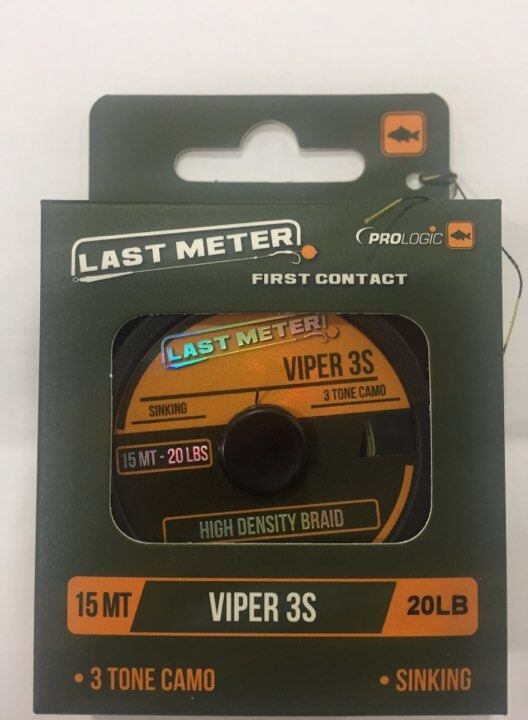 LAST METER
PROLOGIC
FIRST CONTACT
LAST METER
VIPER 3S
SINKING
3 TONE CAMO
15 MT - 20 LBS
HIGH DENSITY BRAID
15 MT
VIPER 3S
20LB
• 3 TONE CAMO
• SINKING